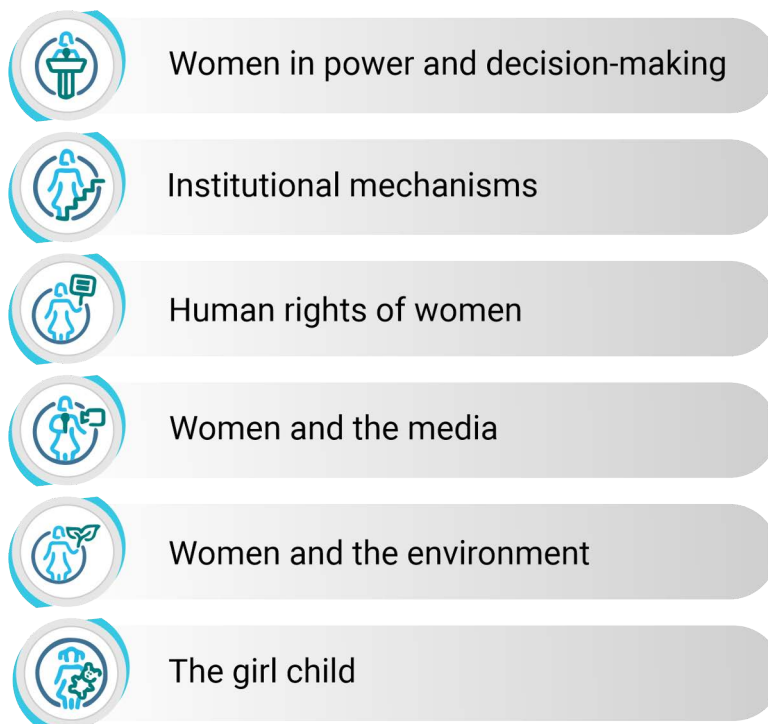 Women in power and decision-making
Institutional mechanisms
Human rights of women
Women and the media
Women and the environment
The girl child